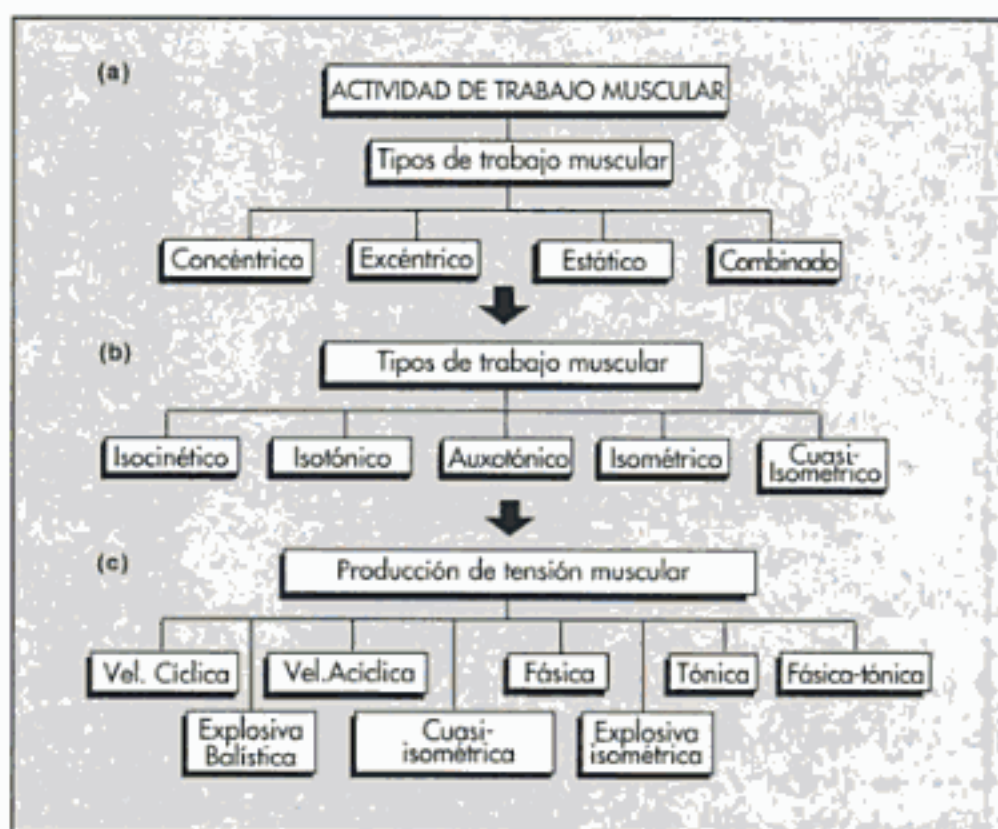 (a)
ACTIVIDAD DE TRABAJO MUSCULAR
Tipos de trabajo muscular
Concéntrico
Excéntrico
Estático
Combinado
(b)
Tipos de trabajo muscular
Isocinético
Isotónico
Auxotónico
Isométrico
Cuasi-
Isométrico
(c)
Producción de tensión muscular
Vel. Cíclica
Vel.Acíclica
Fásica
Tónica
Fásica-tónica
Explosiva
Balística
Cuasi-
isométrica
Explosiva
isométrica